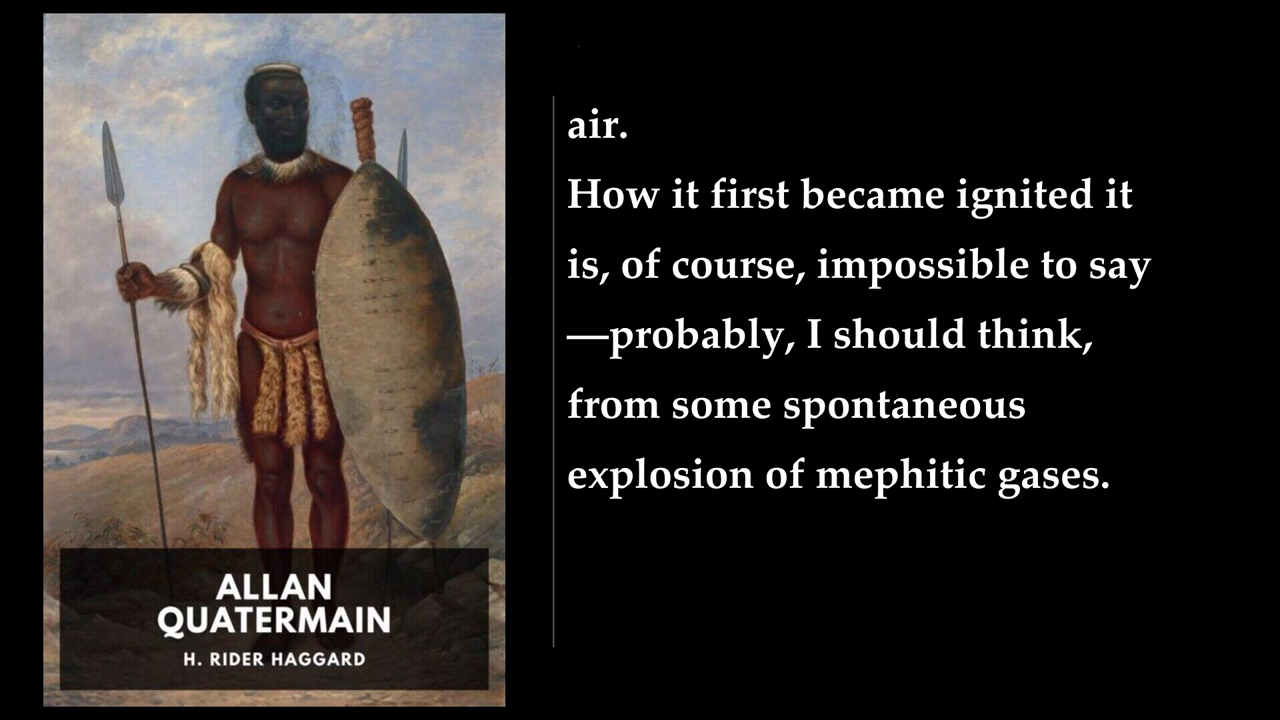 ALLAN
QUATERMAIN
H. RIDER HAGGARD
air.
How it first became ignited it
is, of course, impossible to say
—probably, I should think,
from some spontaneous
explosion of mephitic gases.